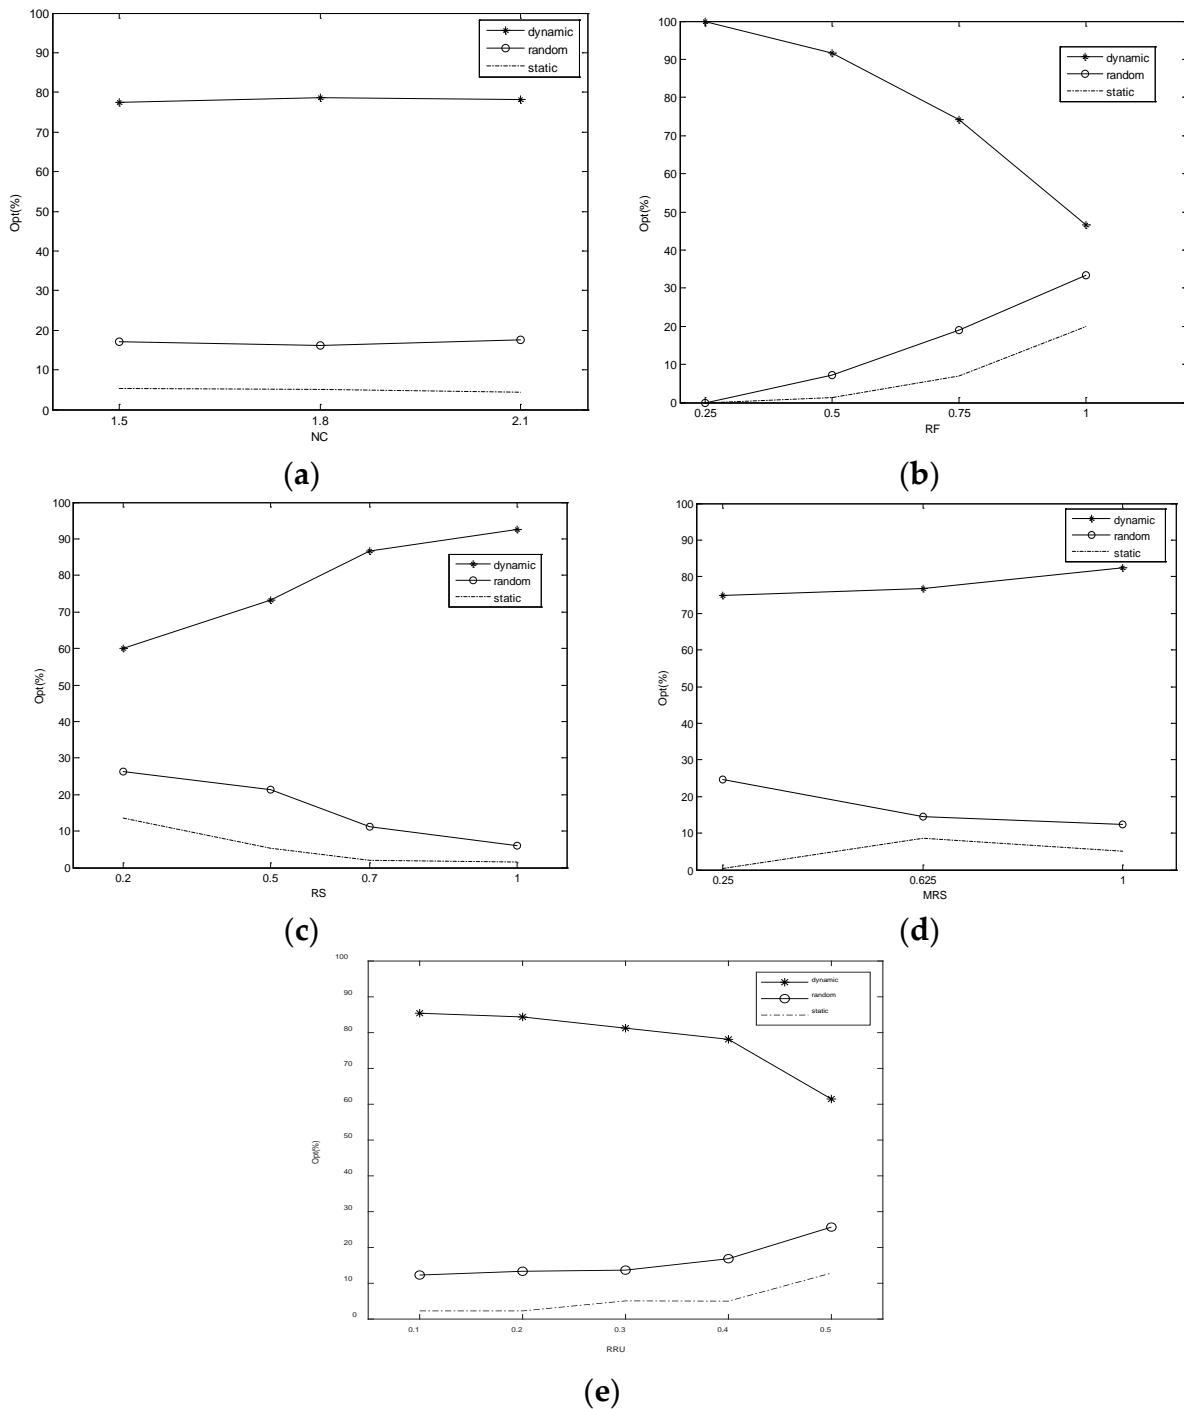 100
90
80
70
60
50
40
30
20
10
0
Opt(%)
dynamic
random
static
1.5 1.8 2.1
NC
(a)
100
90
80
70
60
50
40
30
20
10
0
Opt(%)
dynamic
random
static
0.25 0.5 0.75 1
RF
(b)
100
90
80
70
60
50
40
30
20
10
0
Opt(%)
dynamic
random
static
0.2 0.5 0.7 1
RS
(c)
100
90
80
70
60
50
40
30
20
10
0
Opt(%)
dynamic
random
static
0.25 0.625 1
MRS
(d)
100
90
80
70
60
50
40
30
20
10
0
Opt(%)
dynamic
random
static
0.1 0.2 0.3 0.4 0.5
RRU
(e)